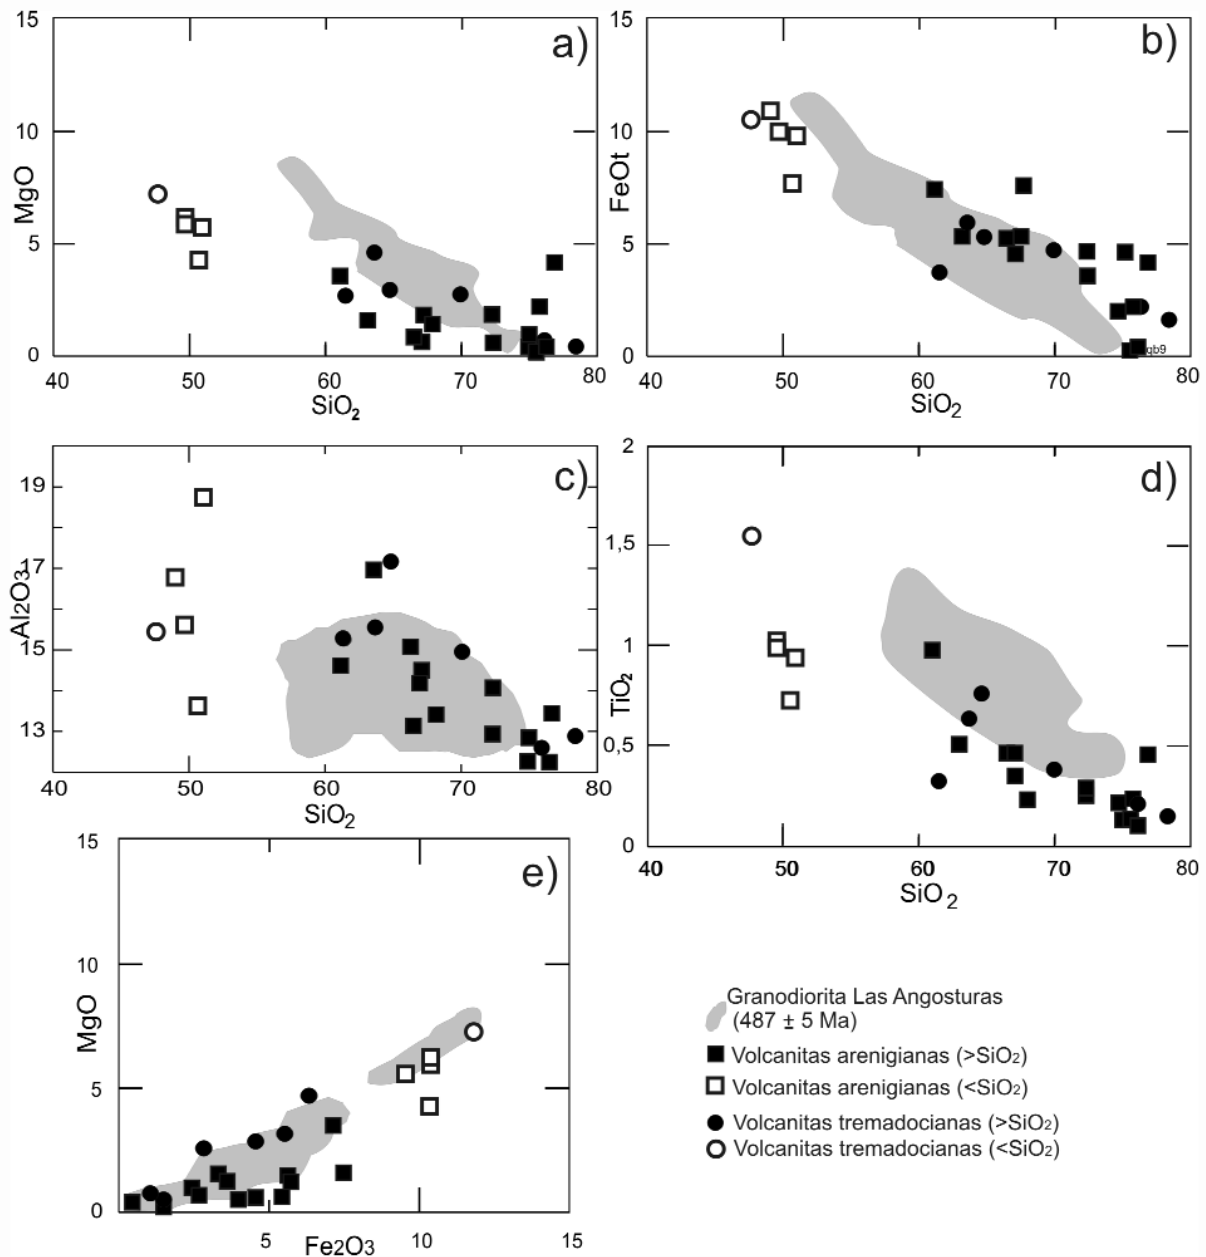 a)
15
10
5
0
MgO
40
50
60
70
80
SiO2
b)
15
10
5
0
FeOt
qb9
40
50
60
70
80
SiO2
c)
19
17
15
13
Al2O3
40
50
60
70
80
SiO2
d)
2
1,5
1
0,5
0
TiO2
40
50
60
70
80
SiO2
e)
15
10
5
0
MgO
5
10
15
Fe2O3
Granodiorita Las Angosturas
(487 ± 5 Ma)
Volcanitas arenigianas (>SiO2)
Volcanitas arenigianas (<SiO2)
Volcanitas tremadocianas (>SiO2)
Volcanitas tremadocianas (<SiO2)